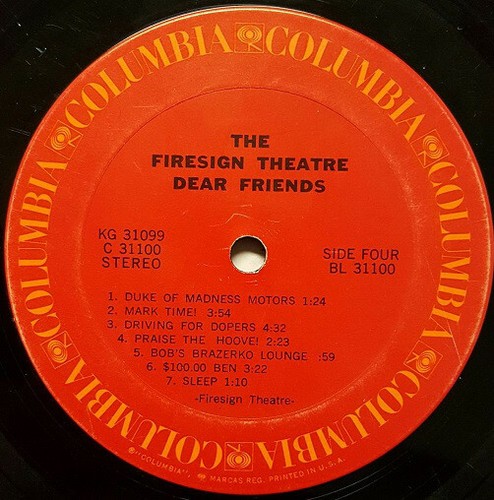 COLUMBIA COLUMBIA COLUMBIA COLUMBIA COLUMBIA COLUMBIA
THE
FIRESIGN THEATRE
DEAR FRIENDS
KG 31099
C 31100
STEREO
SIDE FOUR
BL 31100
1. DUKE OF MADNESS MOTORS 1:24
2. MARK TIME! 3:54
3. DRIVING FOR DOPERS 4:32
4. PRAISE THE HOOVE! 2:23
5. BOB'S BRAZERKO LOUNGE :59
6. $100.00 BEN 3:22
7. SLEEP 1:10
-Firesign Theatre-
®"COLUMBIA", MARCAS REG. PRINTED IN U.S.A.